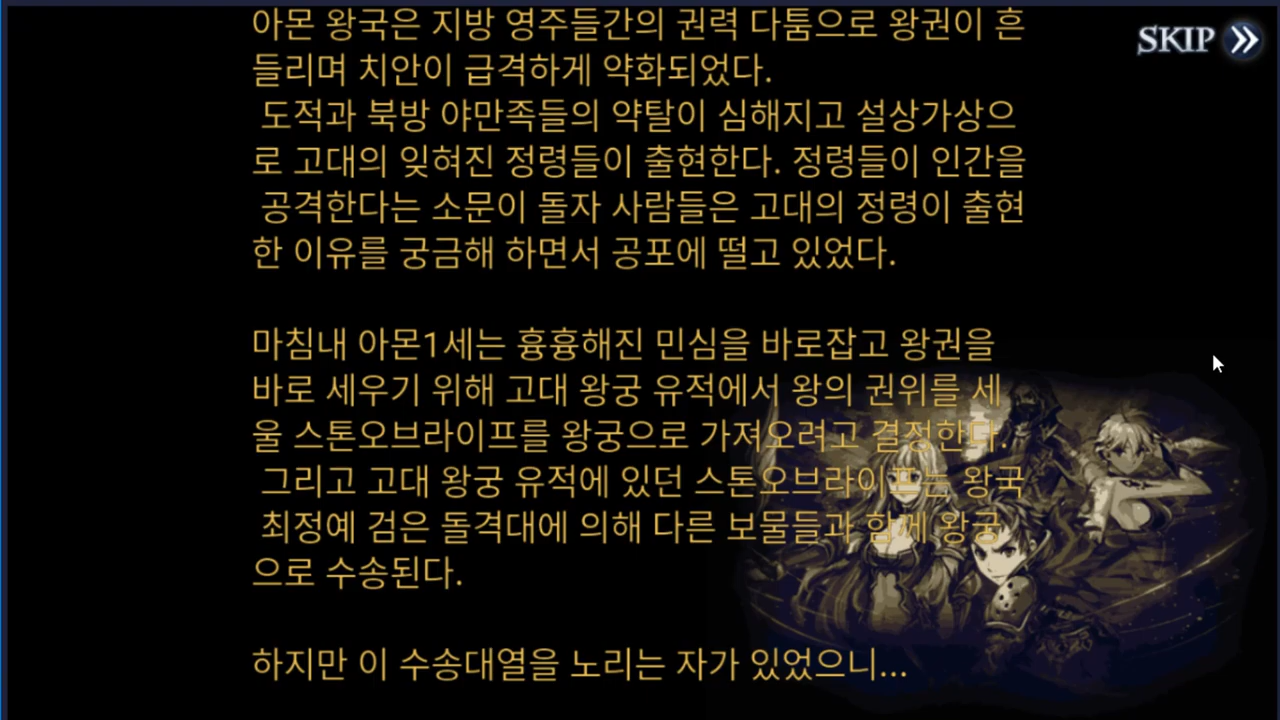 아몬 왕국은 지방 영주들간의 권력 다툼으로 왕권이 흔
들리며 치안이 급격하게 약화되었다.
도적과 북방 야만족들의 약탈이 심해지고 설상가상으
로 고대의 잊혀진 정령들이 출현한다. 정령들이 인간을
공격한다는 소문이 돌자 사람들은 고대의 정령이 출현
한 이유를 궁금해 하면서 공포에 떨고 있었다.
마침내 아몬1세는 흉흉해진 민심을 바로잡고 왕권을
바로 세우기 위해 고대 왕궁 유적에서 왕의 권위를 세
울 스톤오브라이프를 왕궁으로 가져오려고 결정한다.
그리고 고대 왕궁 유적에 있던 스톤오브라이프는 왕국
최정예 검은 돌격대에 의해 다른 보물들과 함께 왕궁
으로 수송된다.
하지만 이 수송대열을 노리는 자가 있었으니...
SKIP